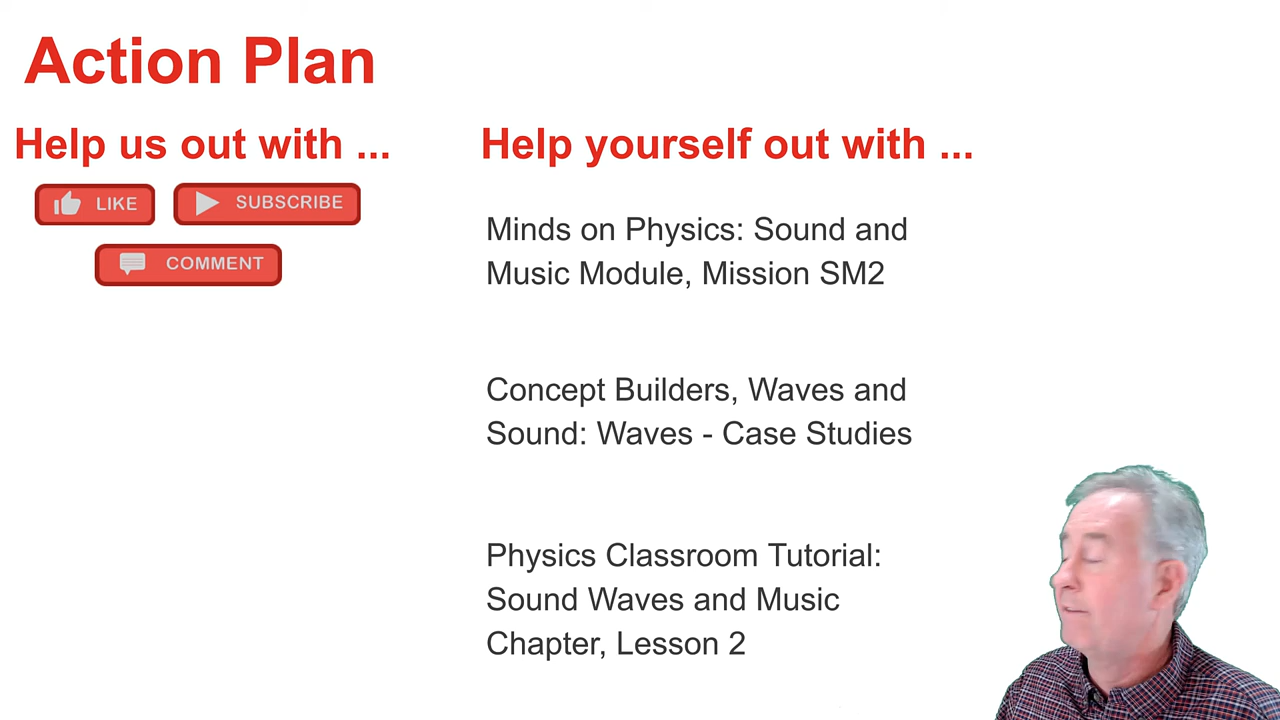 Action Plan
Help us out with ...
LIKE
SUBSCRIBE
COMMENT
Help yourself out with ...
Minds on Physics: Sound and
Music Module, Mission SM2
Concept Builders, Waves and
Sound: Waves - Case Studies
Physics Classroom Tutorial:
Sound Waves and Music
Chapter, Lesson 2